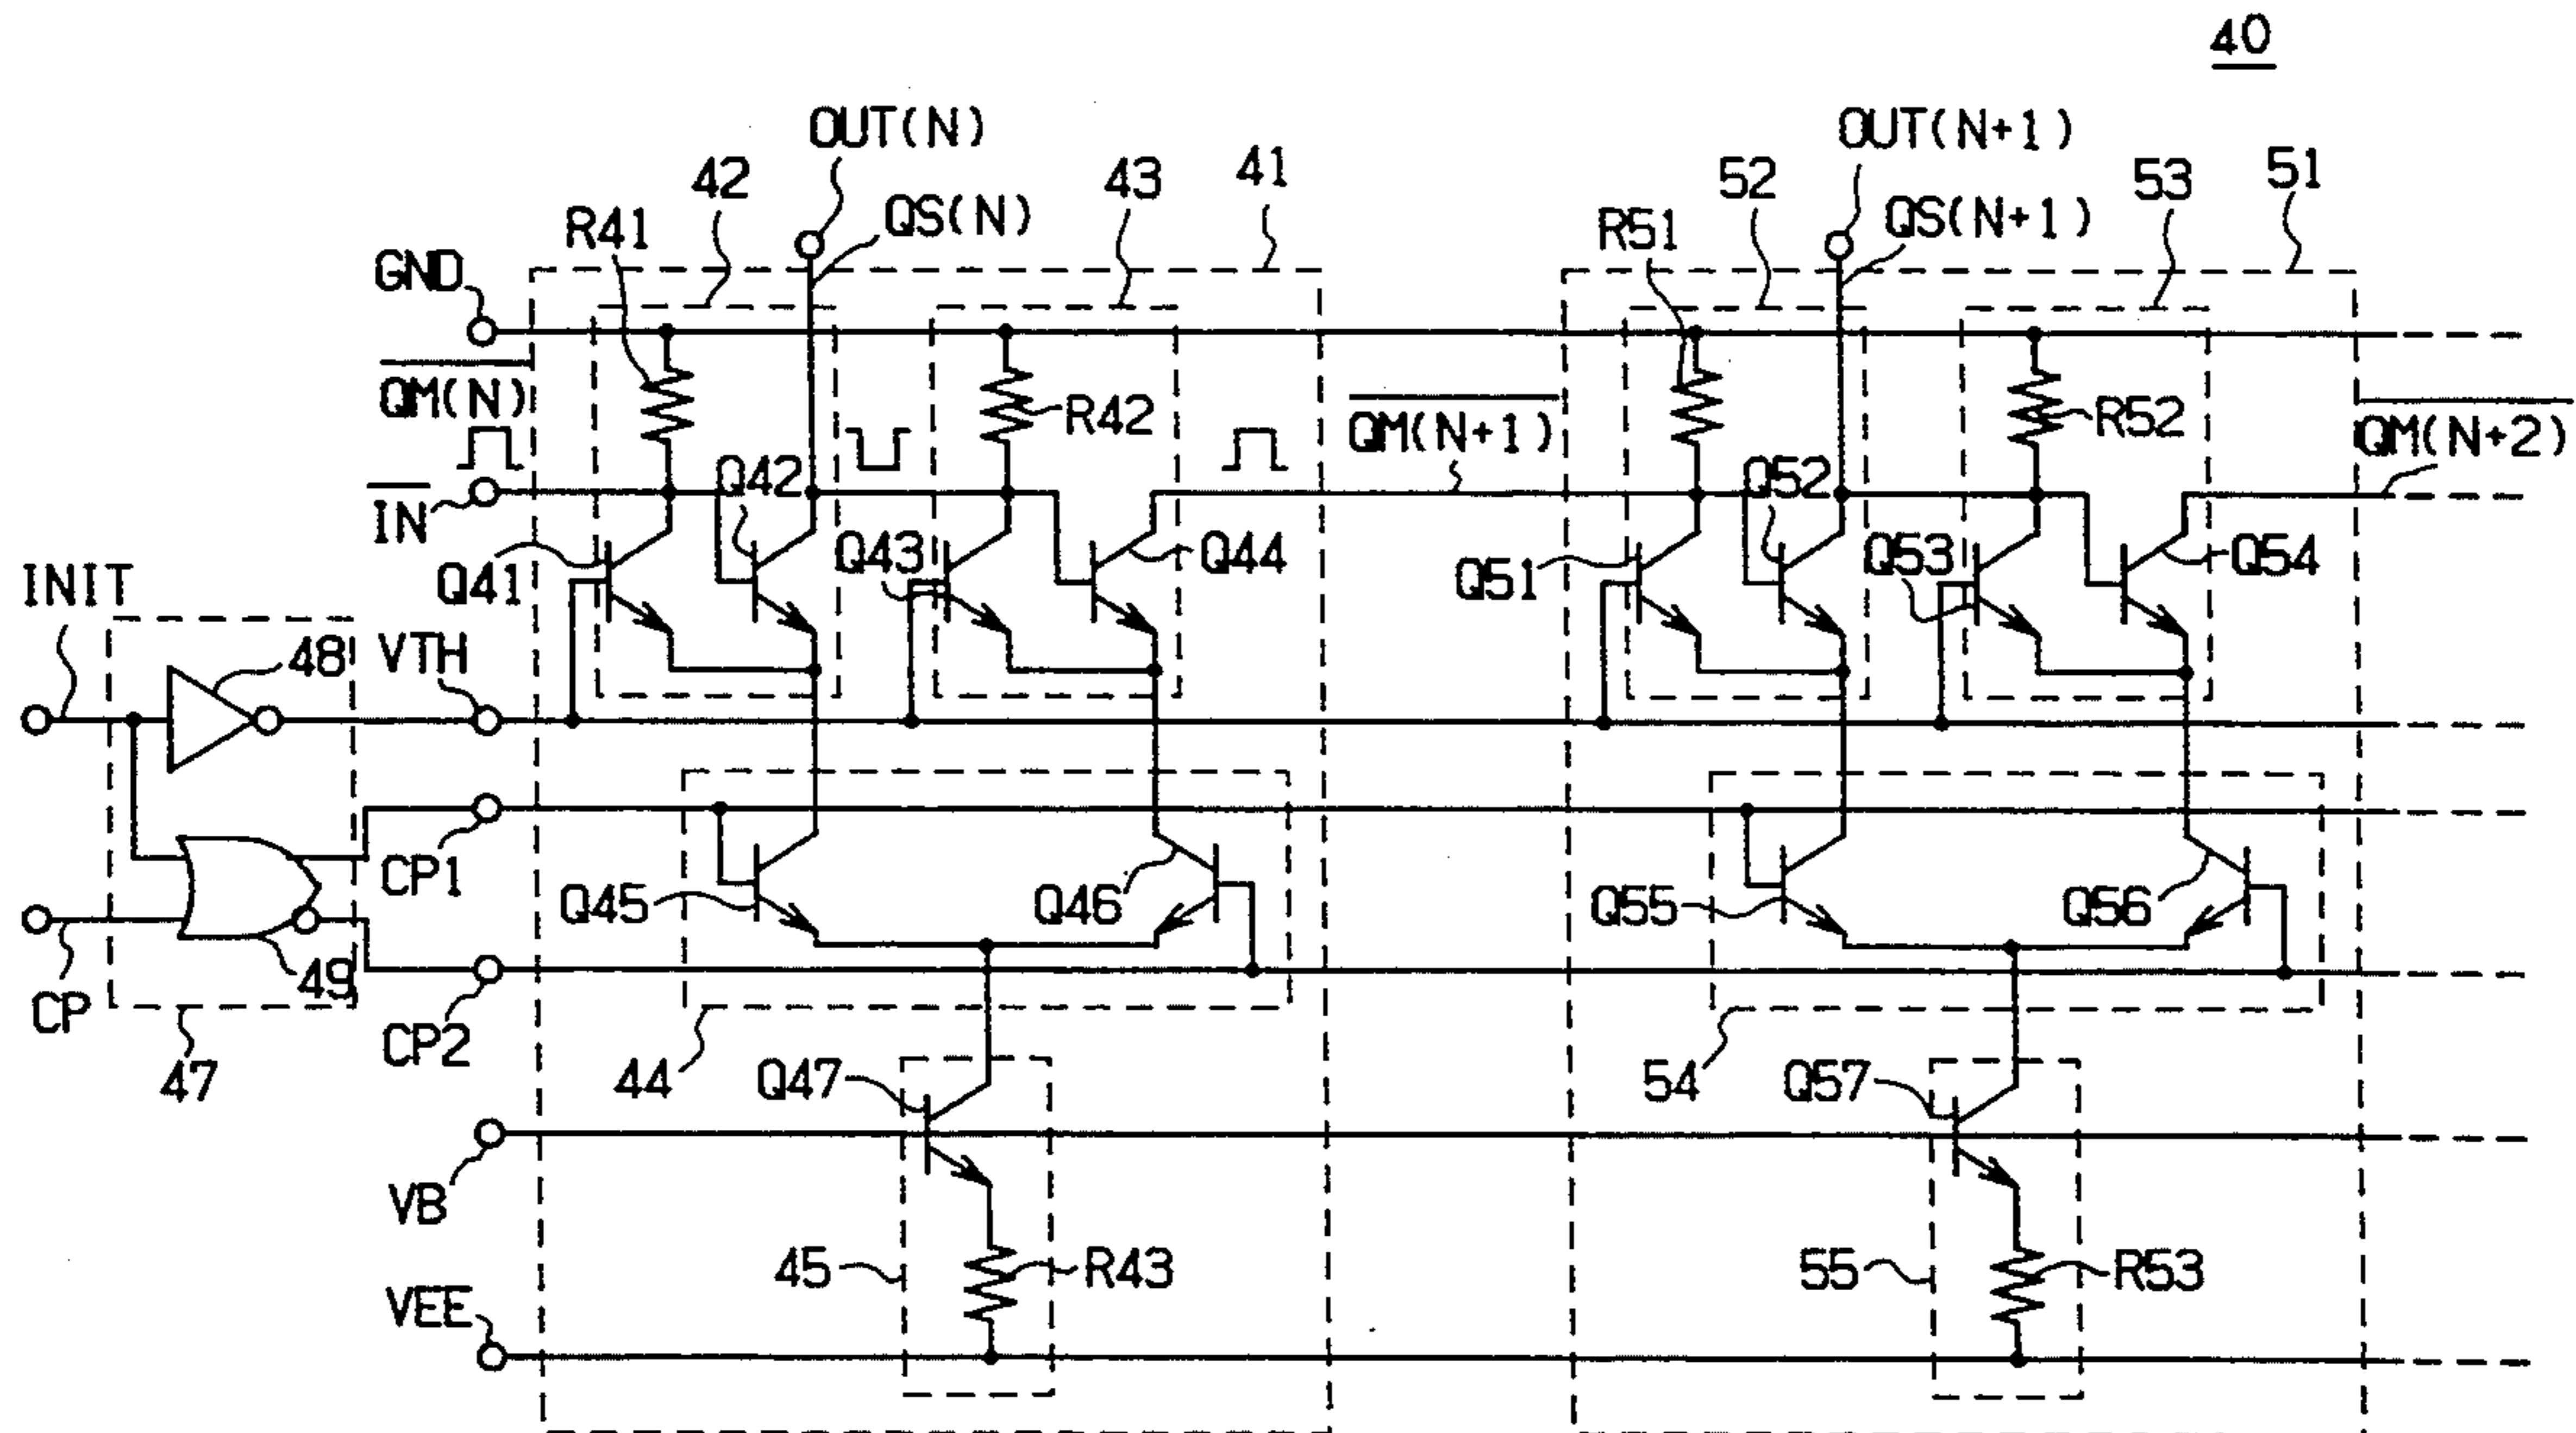 40
OUT(N)
OUT(N+1)
42
43
41
52
53
51
R41
QS(N)
R51
QS(N+1)
GND
QM(N)
R42
QM(N+1)
R52
QM(N+2)
IN
Q42
Q52
Q41
Q43
Q44
Q51
Q53
Q54
INIT
48
VTH
CP1
Q45
Q46
Q55
Q56
CP
49
47
CP2
44
Q47
54
Q57
VB
45
R43
55
R53
VEE